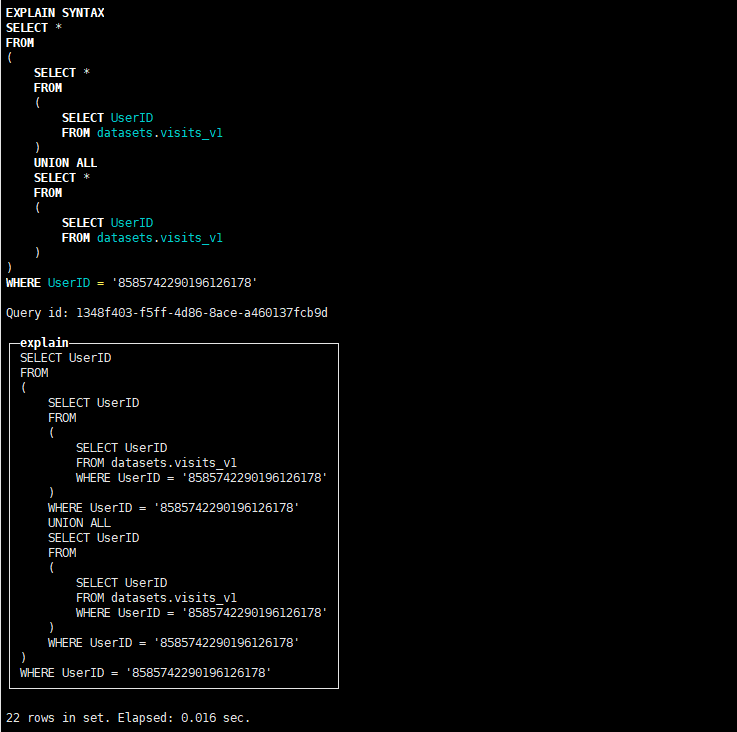 EXPLAIN SYNTAX
SELECT *
FROM
(
    SELECT *
    FROM
    (
        SELECT UserID
        FROM datasets.visits_v1
    )
    UNION ALL
    SELECT *
    FROM
    (
        SELECT UserID
        FROM datasets.visits_v1
    )
)
WHERE UserID = '8585742290196126178'
Query id: 1348f403-f5ff-4d86-8ace-a460137fcb9d
explain
SELECT UserID
FROM
(
    SELECT UserID
    FROM
    (
        SELECT UserID
        FROM datasets.visits_v1
        WHERE UserID = '8585742290196126178'
    )
    WHERE UserID = '8585742290196126178'
    UNION ALL
    SELECT UserID
    FROM
    (
        SELECT UserID
        FROM datasets.visits_v1
        WHERE UserID = '8585742290196126178'
    )
    WHERE UserID = '8585742290196126178'
)
WHERE UserID = '8585742290196126178'
22 rows in set. Elapsed: 0.016 sec.